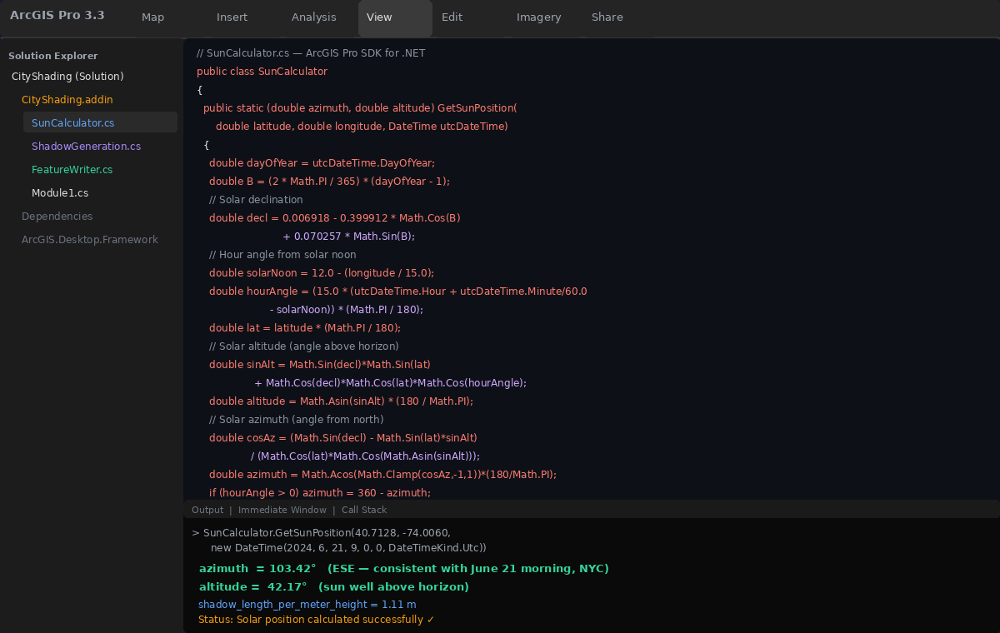 ArcGIS Pro 3.3
Map
Insert
Analysis
View
Edit
Imagery
Share
Solution Explorer
CityShading (Solution)
CityShading.addin
SunCalculator.cs
ShadowGeneration.cs
FeatureWriter.cs
Module1.cs
Dependencies
ArcGIS.Desktop.Framework
// SunCalculator.cs — ArcGIS Pro SDK for .NET
public class SunCalculator
{
public static (double azimuth, double altitude) GetSunPosition(
double latitude, double longitude, DateTime utcDateTime)
{
double dayOfYear = utcDateTime.DayOfYear;
double B = (2 * Math.PI / 365) * (dayOfYear - 1);
// Solar declination
double decl = 0.006918 - 0.399912 * Math.Cos(B)
+ 0.070257 * Math.Sin(B);
// Hour angle from solar noon
double solarNoon = 12.0 - (longitude / 15.0);
double hourAngle = (15.0 * (utcDateTime.Hour + utcDateTime.Minute/60.0
- solarNoon)) * (Math.PI / 180);
double lat = latitude * (Math.PI / 180);
// Solar altitude (angle above horizon)
double sinAlt = Math.Sin(decl)*Math.Sin(lat)
+ Math.Cos(decl)*Math.Cos(lat)*Math.Cos(hourAngle);
double altitude = Math.Asin(sinAlt) * (180 / Math.PI);
// Solar azimuth (angle from north)
double cosAz = (Math.Sin(decl) - Math.Sin(lat)*sinAlt)
/ (Math.Cos(lat)*Math.Cos(Math.Asin(sinAlt)));
double azimuth = Math.Acos(Math.Clamp(cosAz,-1,1))*(180/Math.PI);
if (hourAngle > 0) azimuth = 360 - azimuth;
Output | Immediate Window | Call Stack
> SunCalculator.GetSunPosition(40.7128, -74.0060,
new DateTime(2024, 6, 21, 9, 0, 0, DateTimeKind.Utc))
azimuth = 103.42° (ESE — consistent with June 21 morning, NYC)
altitude = 42.17° (sun well above horizon)
shadow_length_per_meter_height = 1.11 m
Status: Solar position calculated successfully ✓